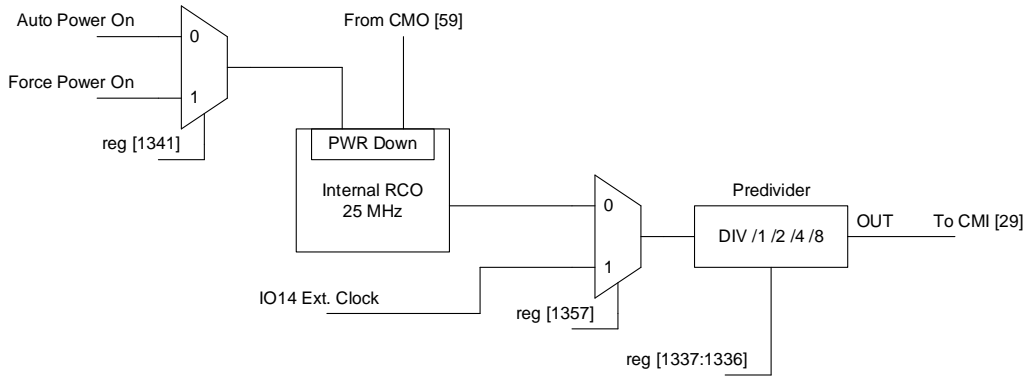 Auto Power On
From CMO [59]
0
Force Power On
1
reg [1341]
PWR Down
Internal RCO
25 MHz
Predivider
0
DIV /1 /2 /4 /8
OUT
To CMI [29]
1
IO14 Ext. Clock
reg [1357]
reg [1337:1336]